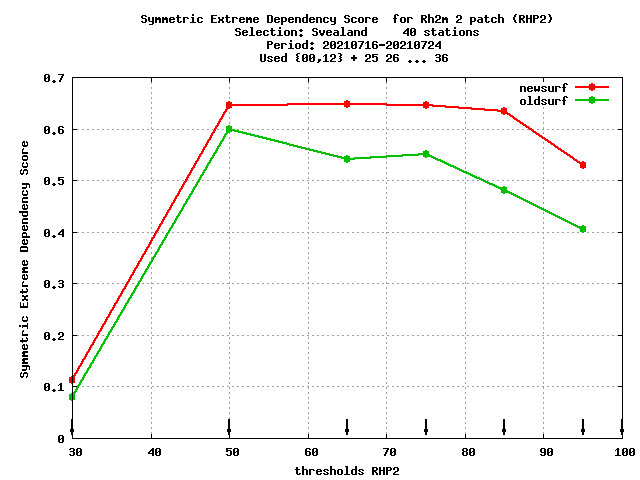 Symmetric Extreme Dependency Score  for Rh2m 2 patch (RHP2)
Selection: Svealand     40 stations
Period: 20210716-20210724
Used {00,12} + 25 26 ... 36
newsurf
oldsurf
Symmetric Extreme Dependency Score
0.7
0.6
0.5
0.4
0.3
0.2
0.1
0
30 40 50 60 70 80 90 100
thresholds RHP2